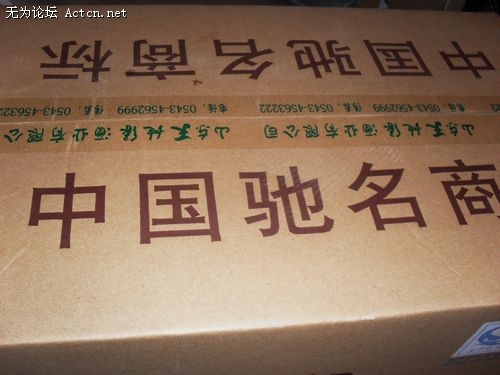 无为论坛 Actcn.net
中国驰名商标
电话：0543-4563222 传真：0543-4562999
山东天地缘酒业有限公司
中国驰名商